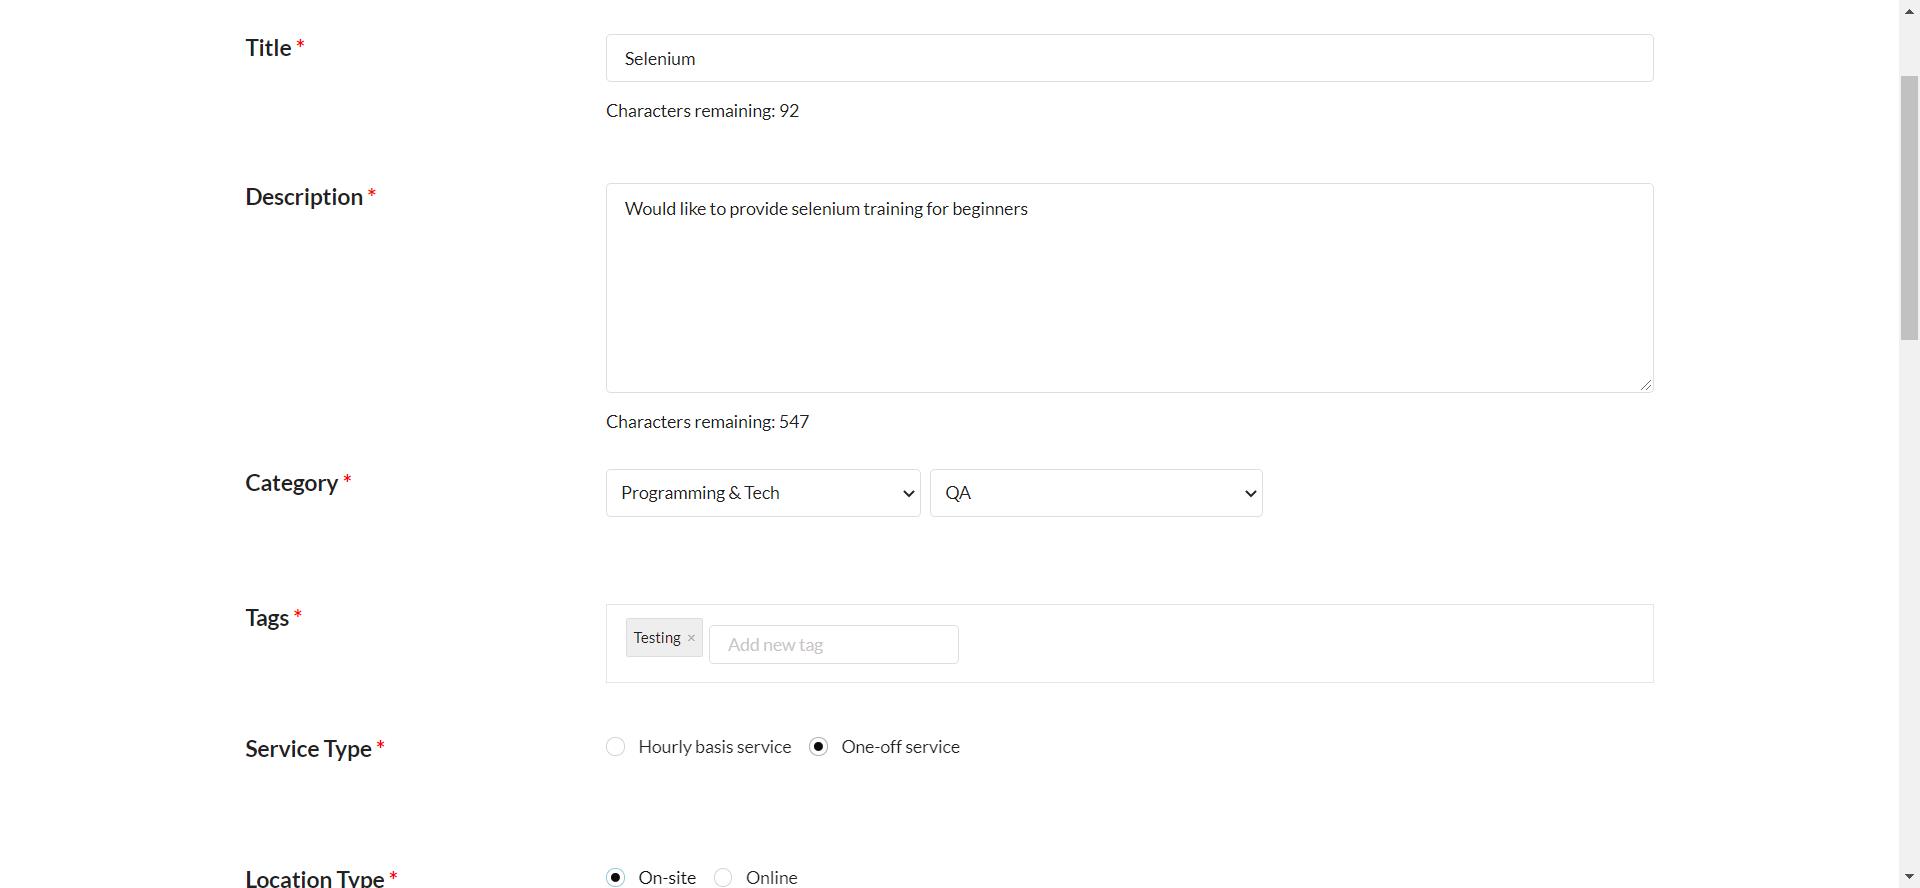 Title *
Selenium
Characters remaining: 92
Description *
Would like to provide selenium training for beginners
Characters remaining: 547
Category *
Programming & Tech
QA
Tags *
Testing ×
Add new tag
Service Type *
Hourly basis service
One-off service
Location Type *
On-site
Online